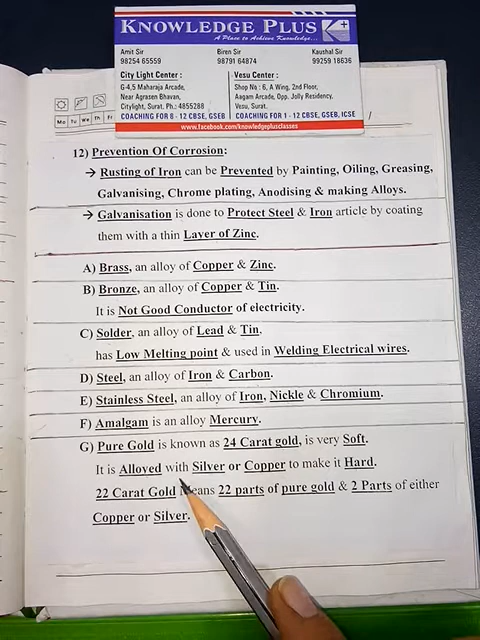 KNOWLEDGE PLUS
A Place to Achieve Knowledge...
Amit Sir
98254 65559
Biren Sir
98791 64874
Kaushal Sir
99259 18636
City Light Center :
G-4,5 Maharaja Arcade,
Near Agrasen Bhavan,
Citylight, Surat. Ph.: 4855288
COACHING FOR 8 - 12 CBSE, GSEB
Vesu Center :
Shop No : 6, A Wing, 2nd Floor,
Aagam Arcade, Opp. Jolly Residency,
Vesu, Surat.
COACHING FOR 1 - 12 CBSE, GSEB, ICSE
www.facebook.com/knowledgeplusclasses
Mo Tu We Th Fr
/
12) Prevention Of Corrosion:
→ Rusting of Iron can be Prevented by Painting, Oiling, Greasing,
Galvanising, Chrome plating, Anodising & making Alloys.
→ Galvanisation is done to Protect Steel & Iron article by coating
them with a thin Layer of Zinc.
A) Brass, an alloy of Copper & Zinc.
B) Bronze, an alloy of Copper & Tin.
It is Not Good Conductor of electricity.
C) Solder, an alloy of Lead & Tin.
has Low Melting point & used in Welding Electrical wires.
D) Steel, an alloy of Iron & Carbon.
E) Stainless Steel, an alloy of Iron, Nickle & Chromium.
F) Amalgam is an alloy Mercury.
G) Pure Gold is known as 24 Carat gold, is very Soft.
It is Alloyed with Silver or Copper to make it Hard.
22 Carat Gold Means 22 parts of pure gold & 2 Parts of either
Copper or Silver.